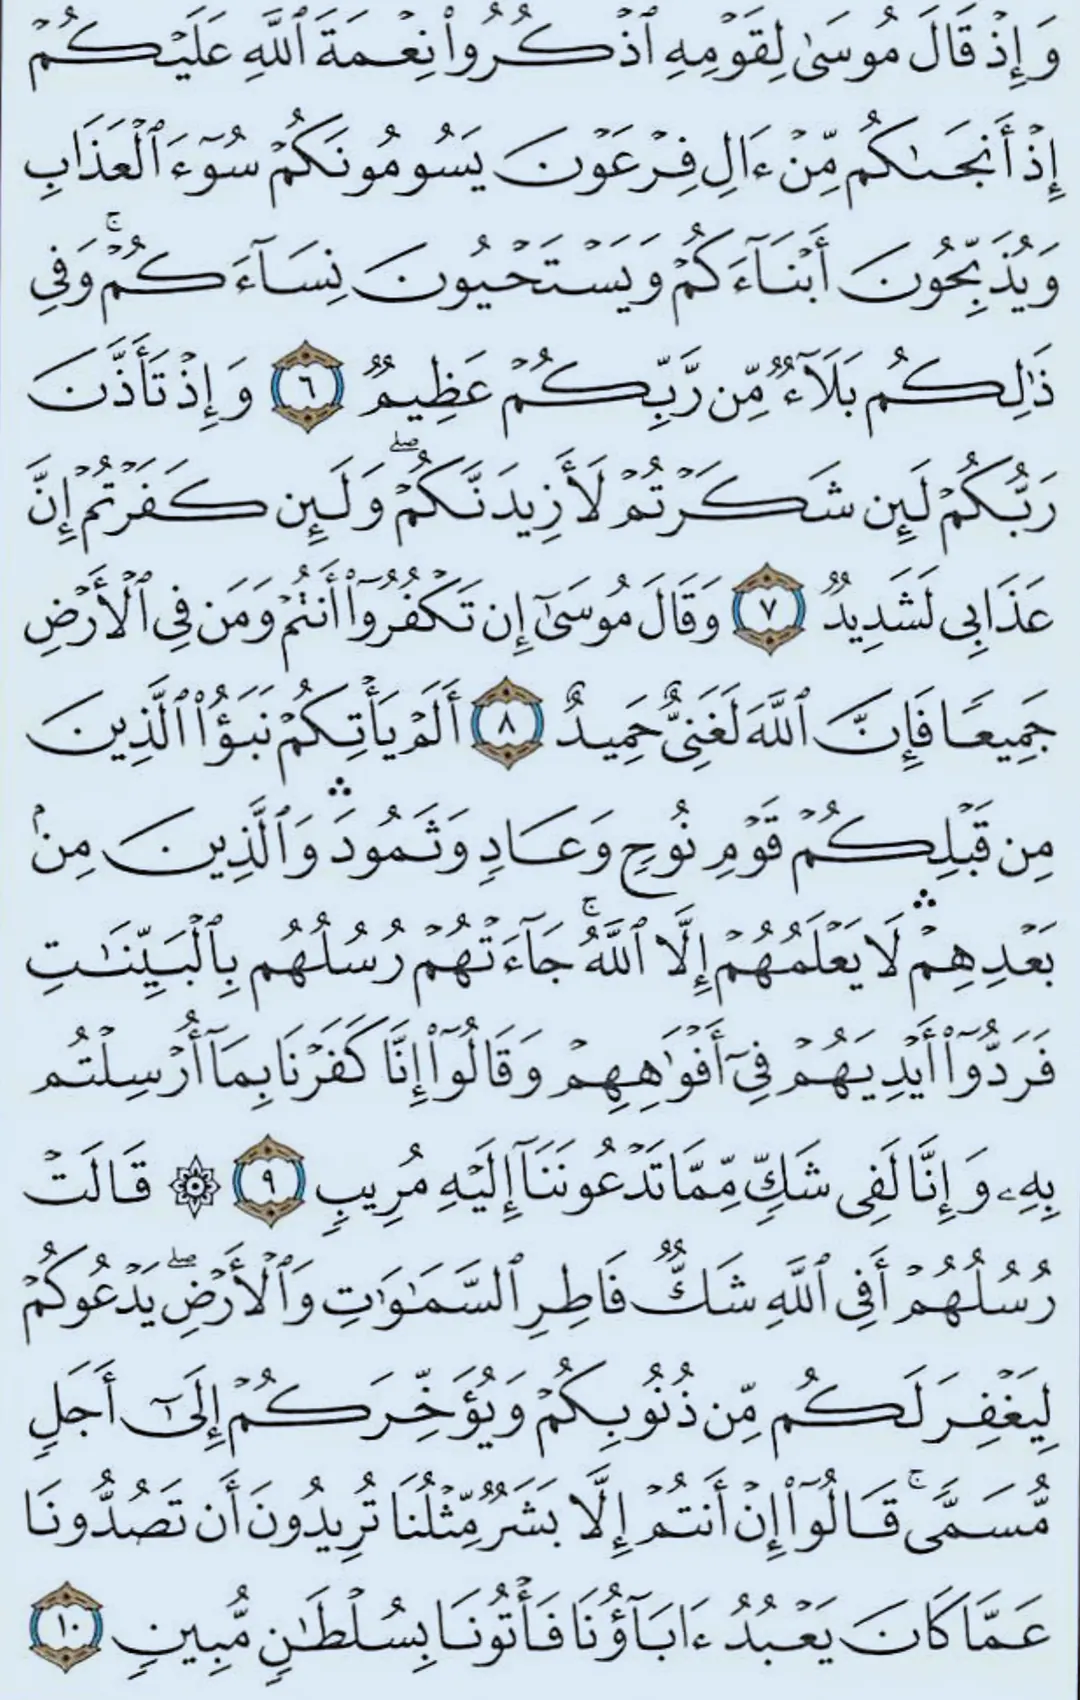 وَإِذْ قَالَ مُوسَىٰ لِقَوْمِهِ ٱذْكُرُوا۟ نِعْمَةَ ٱللَّهِ عَلَيْكُمْ
إِذْ أَنجَىٰكُم مِّنْ ءَالِ فِرْعَوْنَ يَسُومُونَكُمْ سُوٓءَ ٱلْعَذَابِ
وَيُذَبِّحُونَ أَبْنَآءَكُمْ وَيَسْتَحْيُونَ نِسَآءَكُمْ ۚ وَفِى
ذَٰلِكُم بَلَآءٌ مِّن رَّبِّكُمْ عَظِيمٌ ٦ وَإِذْ تَأَذَّنَ
رَبُّكُمْ لَئِن شَكَرْتُمْ لَأَزِيدَنَّكُمْ ۖ وَلَئِن كَفَرْتُمْ إِنَّ
عَذَابِى لَشَدِيدٌ ٧ وَقَالَ مُوسَىٰٓ إِن تَكْفُرُوٓا۟ أَنتُمْ وَمَن فِى ٱلْأَرْضِ
جَمِيعًا فَإِنَّ ٱللَّهَ لَغَنِىٌّ حَمِيدٌ ٨ أَلَمْ يَأْتِكُمْ نَبَؤُا۟ ٱلَّذِينَ
مِن قَبْلِكُمْ قَوْمِ نُوحٍ وَعَادٍ وَثَمُودَ ۛ وَٱلَّذِينَ مِنۢ
بَعْدِهِمْ ۛ لَا يَعْلَمُهُمْ إِلَّا ٱللَّهُ ۚ جَآءَتْهُمْ رُسُلُهُم بِٱلْبَيِّنَٰتِ
فَرَدُّوٓا۟ أَيْدِيَهُمْ فِىٓ أَفْوَٰهِهِمْ وَقَالُوٓا۟ إِنَّا كَفَرْنَا بِمَآ أُرْسِلْتُم
بِهِۦ وَإِنَّا لَفِى شَكٍّ مِّمَّا تَدْعُونَنَآ إِلَيْهِ مُرِيبٍ ٩ ۞ قَالَتْ
رُسُلُهُمْ أَفِى ٱللَّهِ شَكٌّ فَاطِرِ ٱلسَّمَٰوَٰتِ وَٱلْأَرْضِ ۖ يَدْعُوكُمْ
لِيَغْفِرَ لَكُم مِّن ذُنُوبِكُمْ وَيُؤَخِّرَكُمْ إِلَىٰٓ أَجَلٍ
مُّسَمًّى ۚ قَالُوٓا۟ إِنْ أَنتُمْ إِلَّا بَشَرٌ مِّثْلُنَا تُرِيدُونَ أَن تَصُدُّونَا
عَمَّا كَانَ يَعْبُدُ ءَابَآؤُنَا فَأْتُونَا بِسُلْطَٰنٍ مُّبِينٍ ١٠